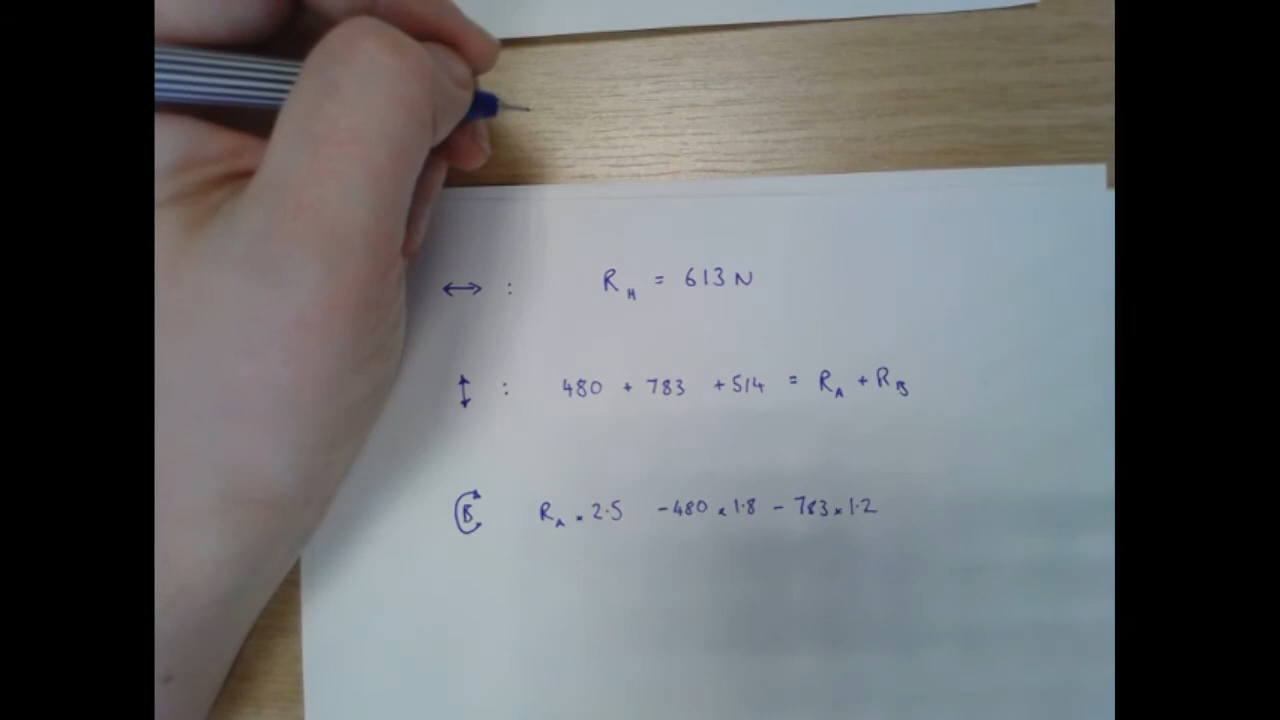 ↔ : R_H = 613 N
↕ : 480 + 783 + 514 = R_A + R_B
B R_A × 2.5 - 480 × 1.8 - 783 × 1.2